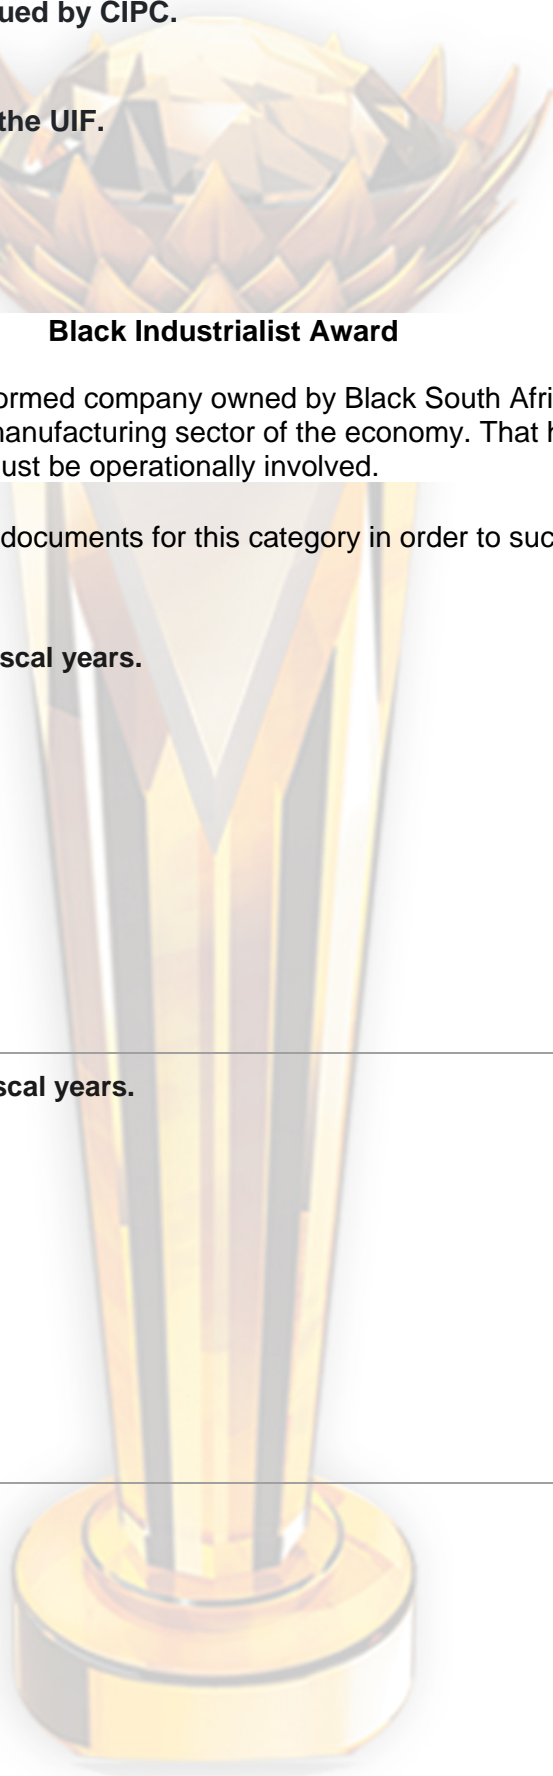 ued by CIPC.
the UIF.
Black Industrialist Award
ormed company owned by Black South Afri
nanufacturing sector of the economy. That h
ust be operationally involved.
documents for this category in order to suc
scal years.
scal years.